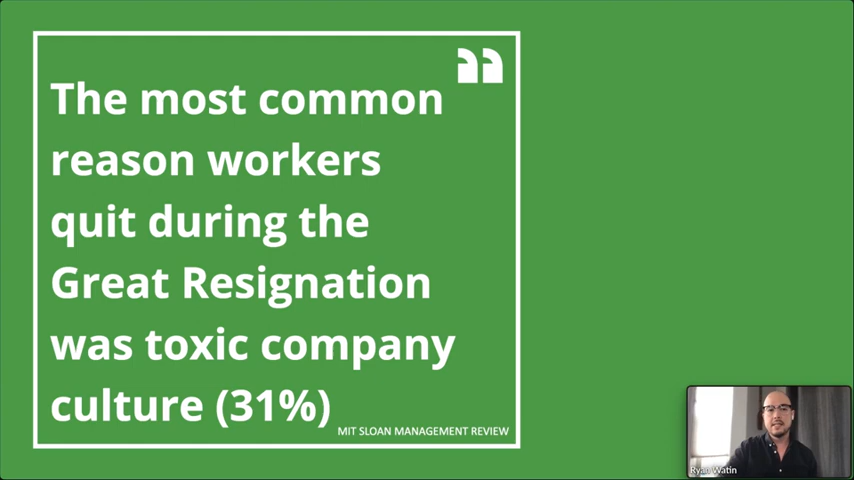 The most common
reason workers
quit during the
Great Resignation
was toxic company
culture (31%)
MIT SLOAN MANAGEMENT REVIEW
Ryan Watin